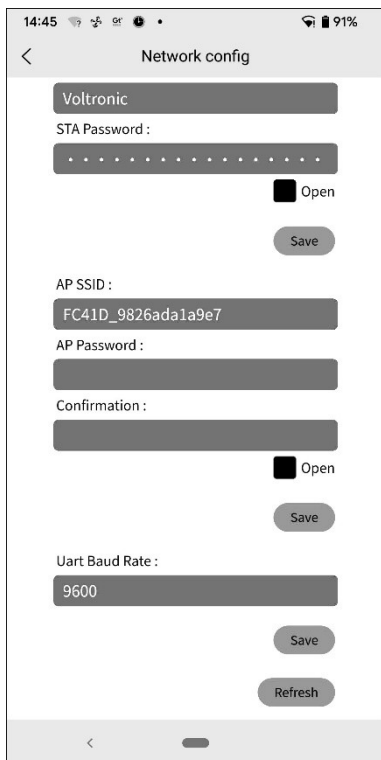 14:45 91%
Network config
Voltronic
STA Password :
Open
Save
AP SSID :
FC41D_9826ada1a9e7
AP Password :
Confirmation :
Open
Save
Uart Baud Rate :
9600
Save
Refresh